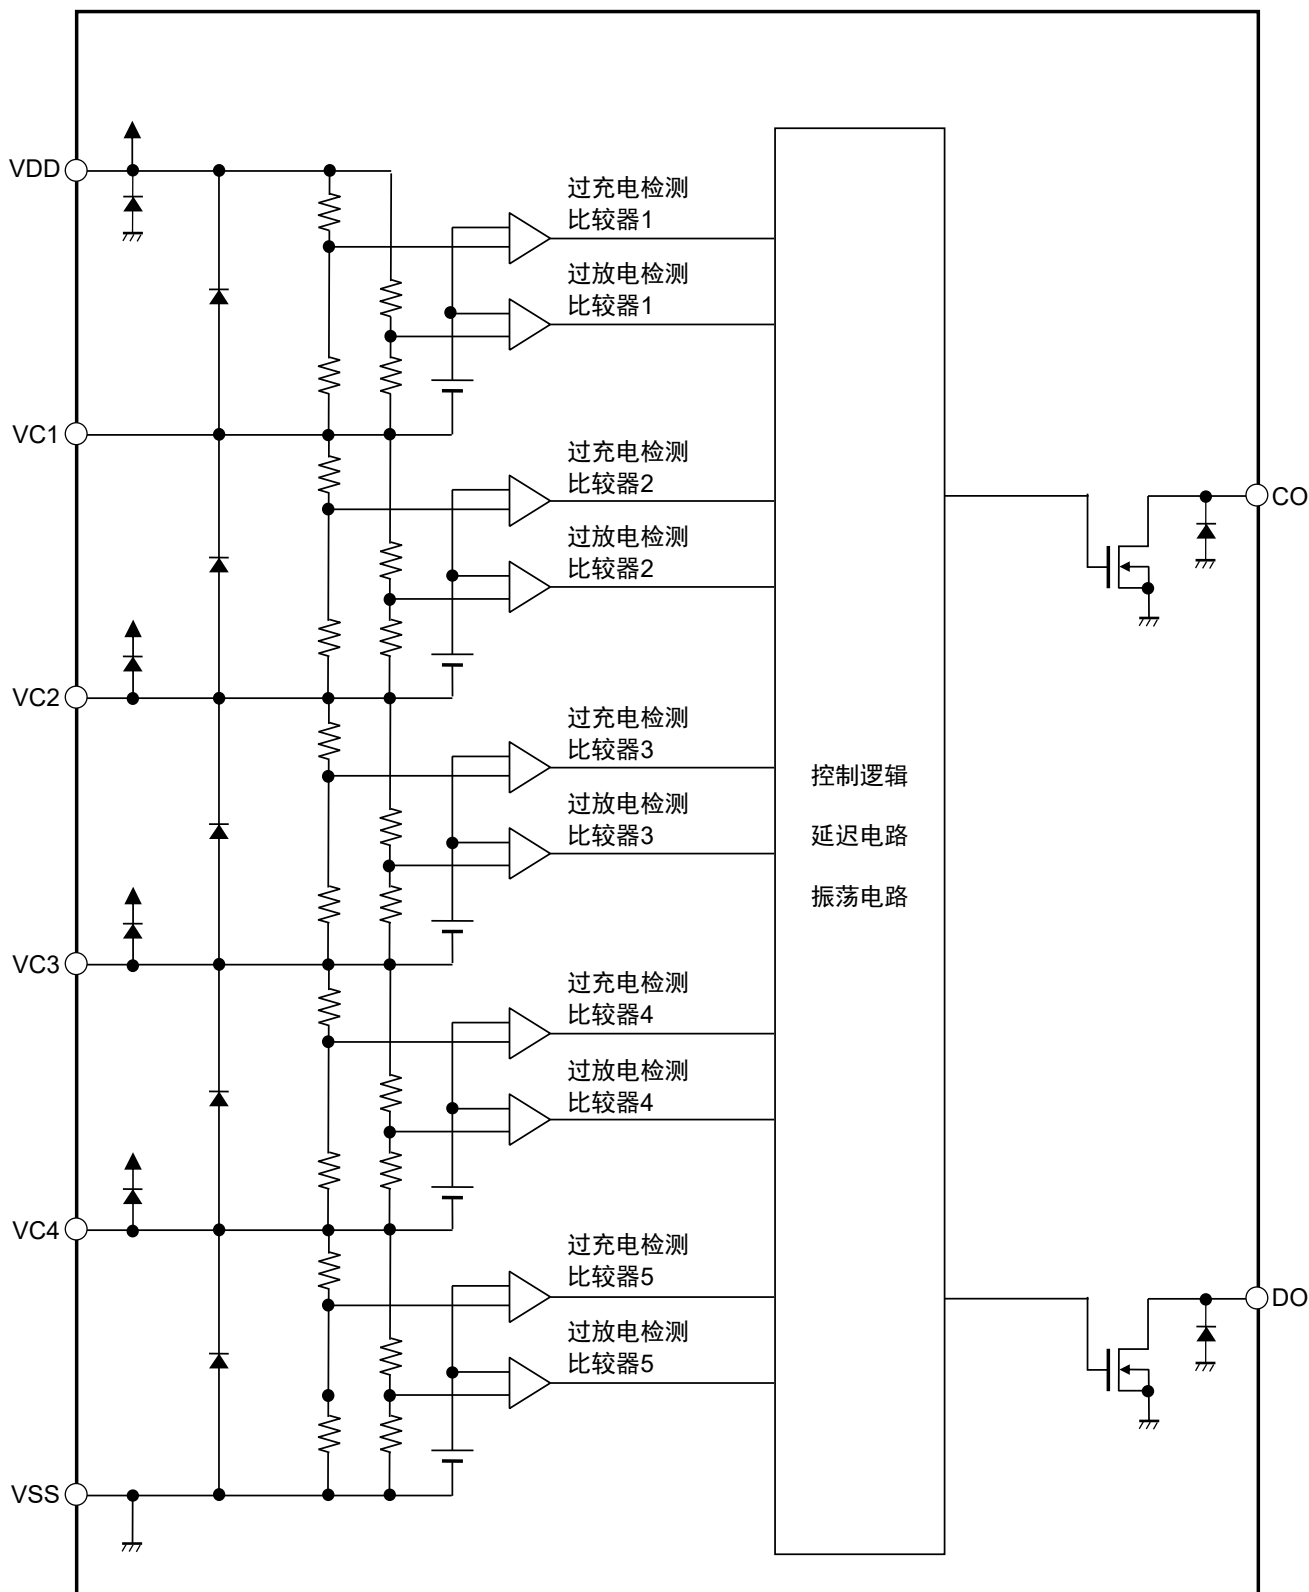 VDD
过充电检测
比较器1
过放电检测
比较器1
VC1
过充电检测
比较器2
CO
过放电检测
比较器2
VC2
过充电检测
比较器3
控制逻辑
过放电检测
比较器3
延迟电路
振荡电路
VC3
过充电检测
比较器4
过放电检测
比较器4
VC4
过充电检测
比较器5
DO
过放电检测
比较器5
VSS